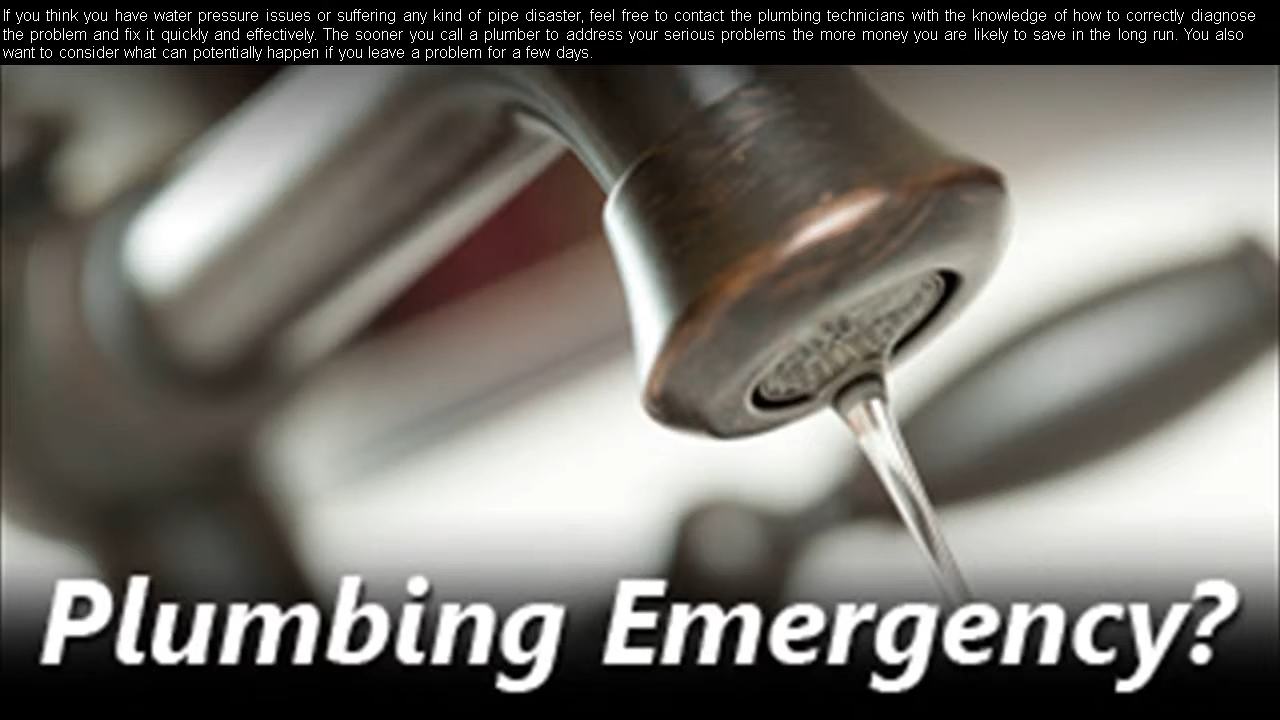 If you think you have water pressure issues or suffering any kind of pipe disaster, feel free to contact the plumbing technicians with the knowledge of how to correctly diagnose
the problem and fix it quickly and effectively. The sooner you call a plumber to address your serious problems the more money you are likely to save in the long run. You also
want to consider what can potentially happen if you leave a problem for a few days.
Plumbing Emergency?